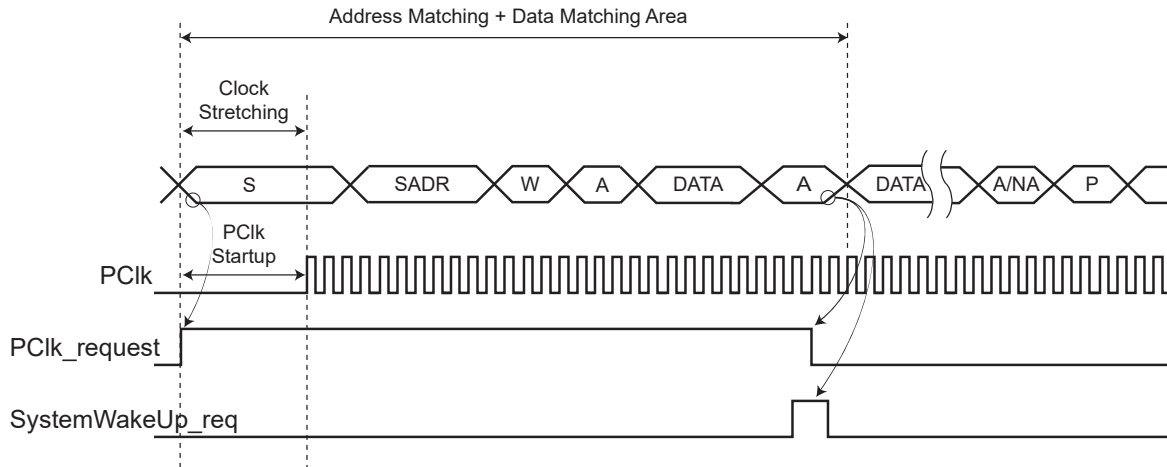 Address Matching + Data Matching Area
Clock
Stretching
S
SADR
W
A
DATA
A
DATA
A/NA
P
PClk
Startup
PClk
PClk_request
SystemWakeUp_req